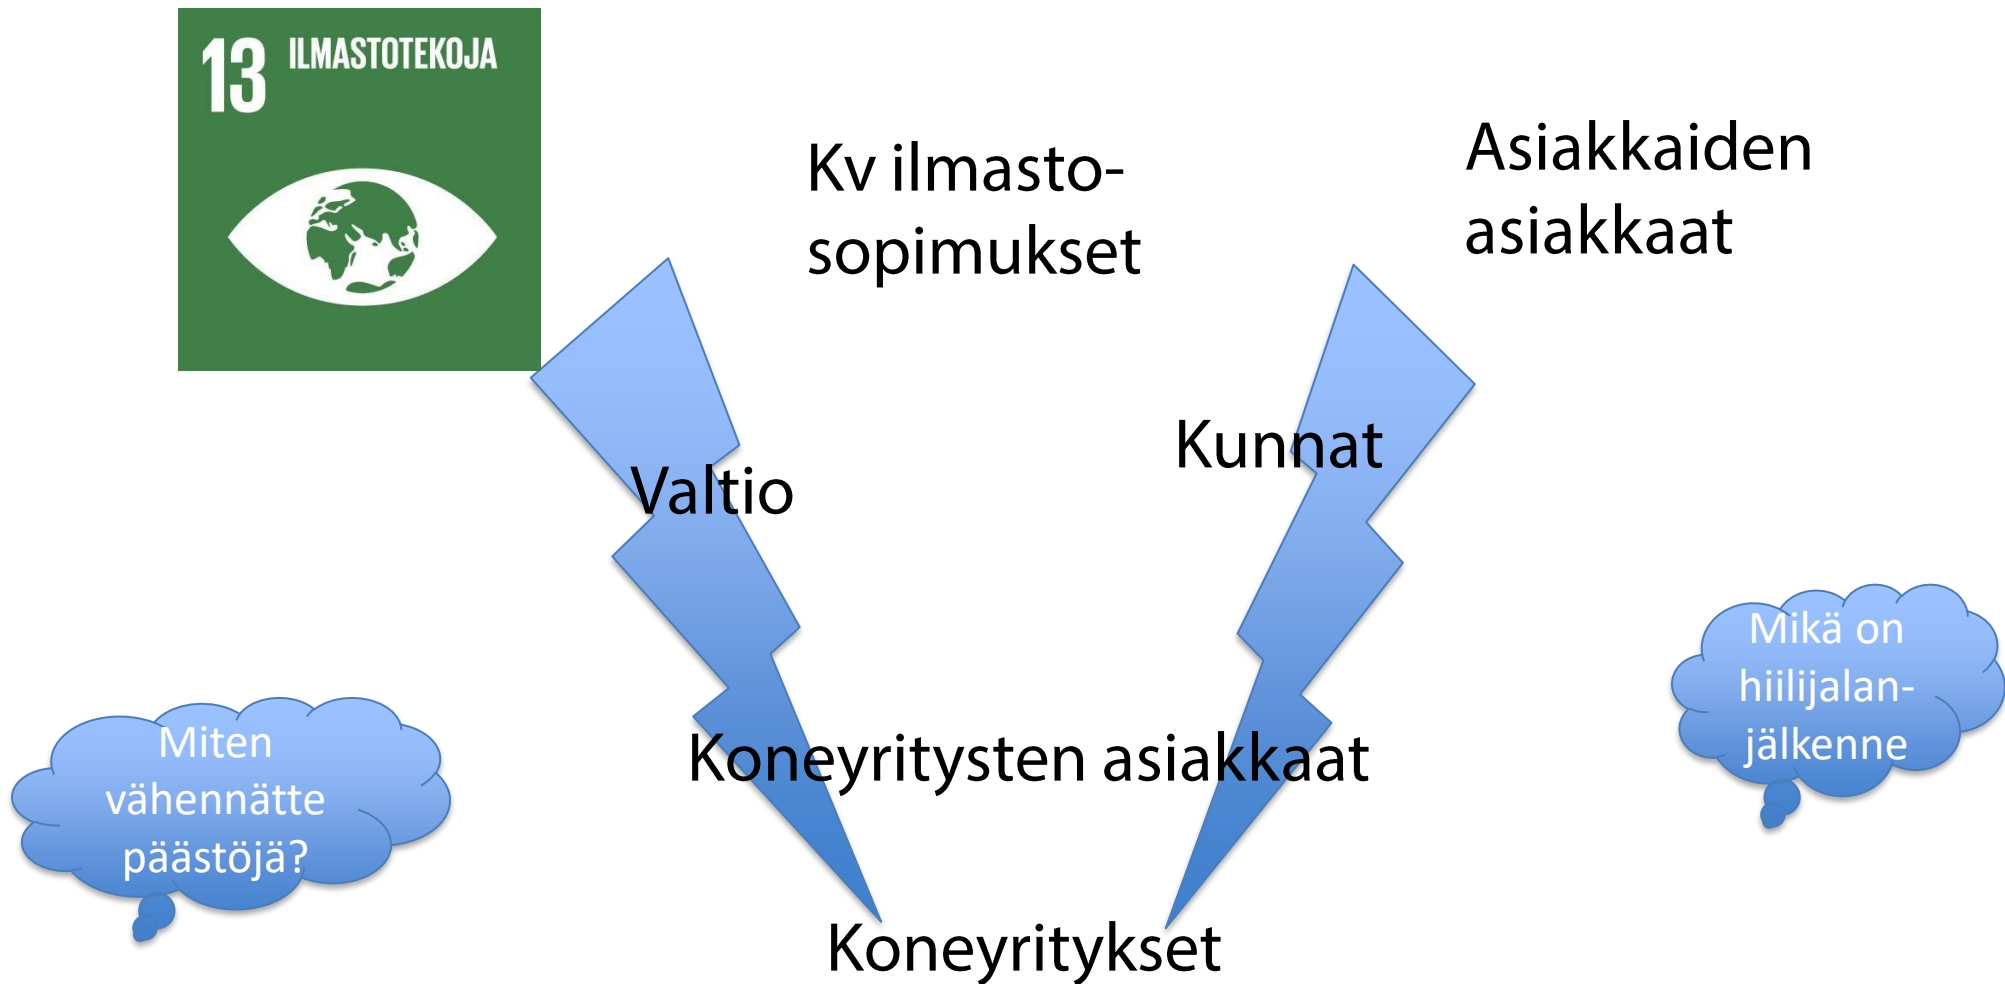 13 ILMASTOTEKOJA
Kv ilmasto-
sopimukset
Asiakkaiden
asiakkaat
Valtio
Kunnat
Miten
vähennätte
päästöjä?
Mikä on
hiilijalan-
jälkenne
Koneyritysten asiakkaat
Koneyritykset